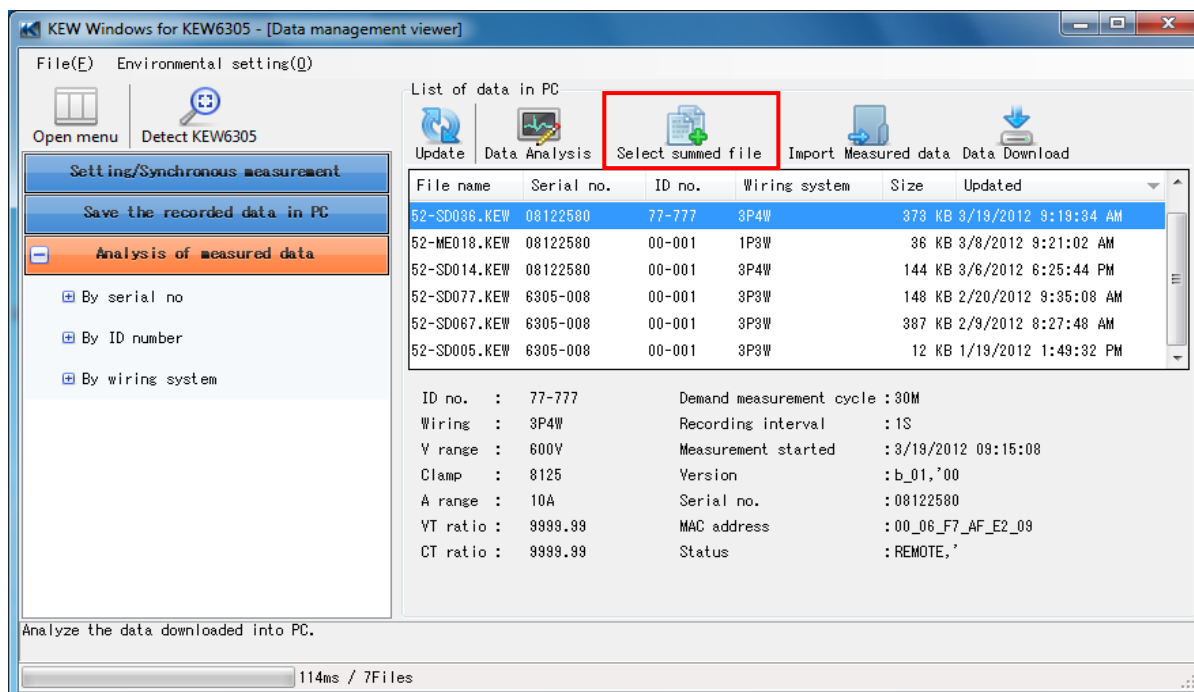 KEW Windows for KEW6305 - [Data management viewer]
File(F) Environmental setting(O)
Open menu Detect KEW6305
Setting/Synchronous measurement
Save the recorded data in PC
Analysis of measured data
By serial no
By ID number
By wiring system
List of data in PC
Update Data Analysis Select summed file Import Measured data Data Download
File name Serial no. ID no. Wiring system Size Updated
52-SD036.KEW 08122580 77-777 3P4W 373 KB 3/19/2012 9:19:34 AM
52-ME018.KEW 08122580 00-001 1P3W 36 KB 3/8/2012 9:21:02 AM
52-SD014.KEW 08122580 00-001 3P4W 144 KB 3/6/2012 6:25:44 PM
52-SD077.KEW 6305-008 00-001 3P3W 148 KB 2/20/2012 9:35:08 AM
52-SD067.KEW 6305-008 00-001 3P3W 387 KB 2/9/2012 8:27:48 AM
52-SD005.KEW 6305-008 00-001 3P3W 12 KB 1/19/2012 1:49:32 PM
ID no. : 77-777 Demand measurement cycle : 30M
Wiring : 3P4W Recording interval : 1S
V range : 600V Measurement started : 3/19/2012 09:15:08
Clamp : 8125 Version : b_01,'00
A range : 10A Serial no. : 08122580
VT ratio : 9999.99 MAC address : 00_06_F7_AF_E2_09
CT ratio : 9999.99 Status : REMOTE,'
Analyze the data downloaded into PC.
114ms / 7Files